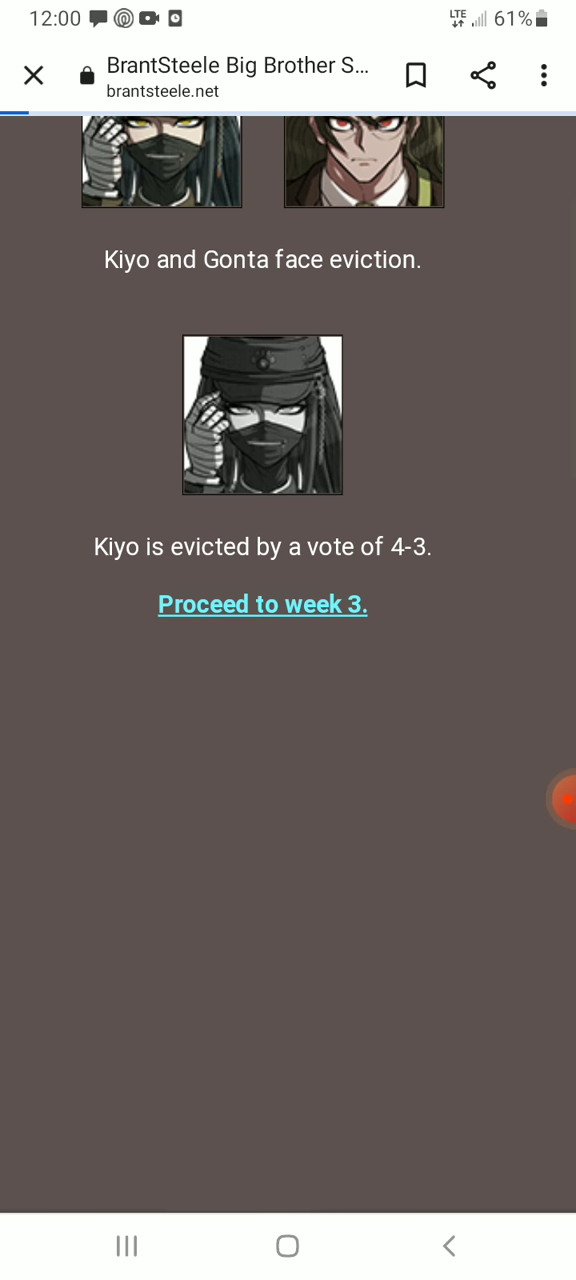 12:00
LTE 61%
BrantSteele Big Brother S...
brantsteele.net
Kiyo and Gonta face eviction.
Kiyo is evicted by a vote of 4-3.
Proceed to week 3.